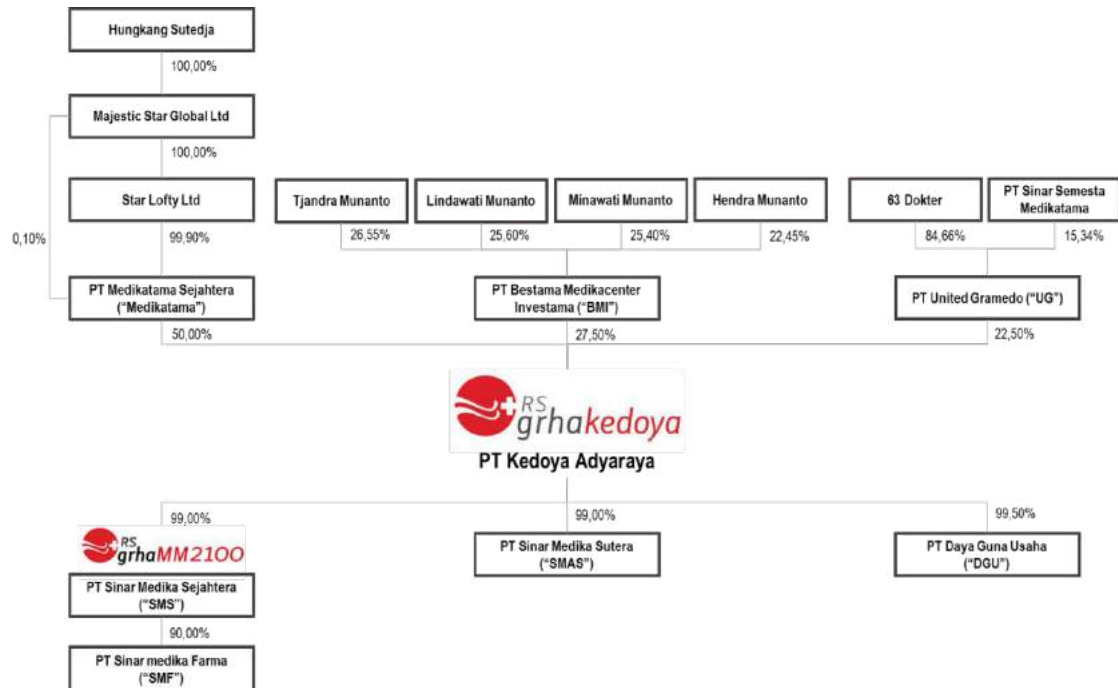 Hungkang Sutedja
100,00%
Majestic Star Global Ltd
100,00%
Star Lofty Ltd
Tjandra Munanto
Lindawati Munanto
Minawati Munanto
Hendra Munanto
63 Dokter
PT Sinar Semesta
Medikatama
0,10%
99,90%
26,55%
25,60%
25,40%
22,45%
84,66%
15,34%
PT Medikatama Sejahtera
("Medikatama")
PT Bestama Medikacenter
Investama ("BMI")
PT United Gramedo ("UG")
50,00%
27,50%
22,50%
RS
grhakedoya
PT Kedoya Adyaraya
99,00%
99,00%
99,50%
RS
grhaMM2100
PT Sinar Medika Sejahtera
("SMS")
PT Sinar Medika Sutera
("SMAS")
PT Daya Guna Usaha
("DGU")
90,00%
PT Sinar medika Farma
("SMF")